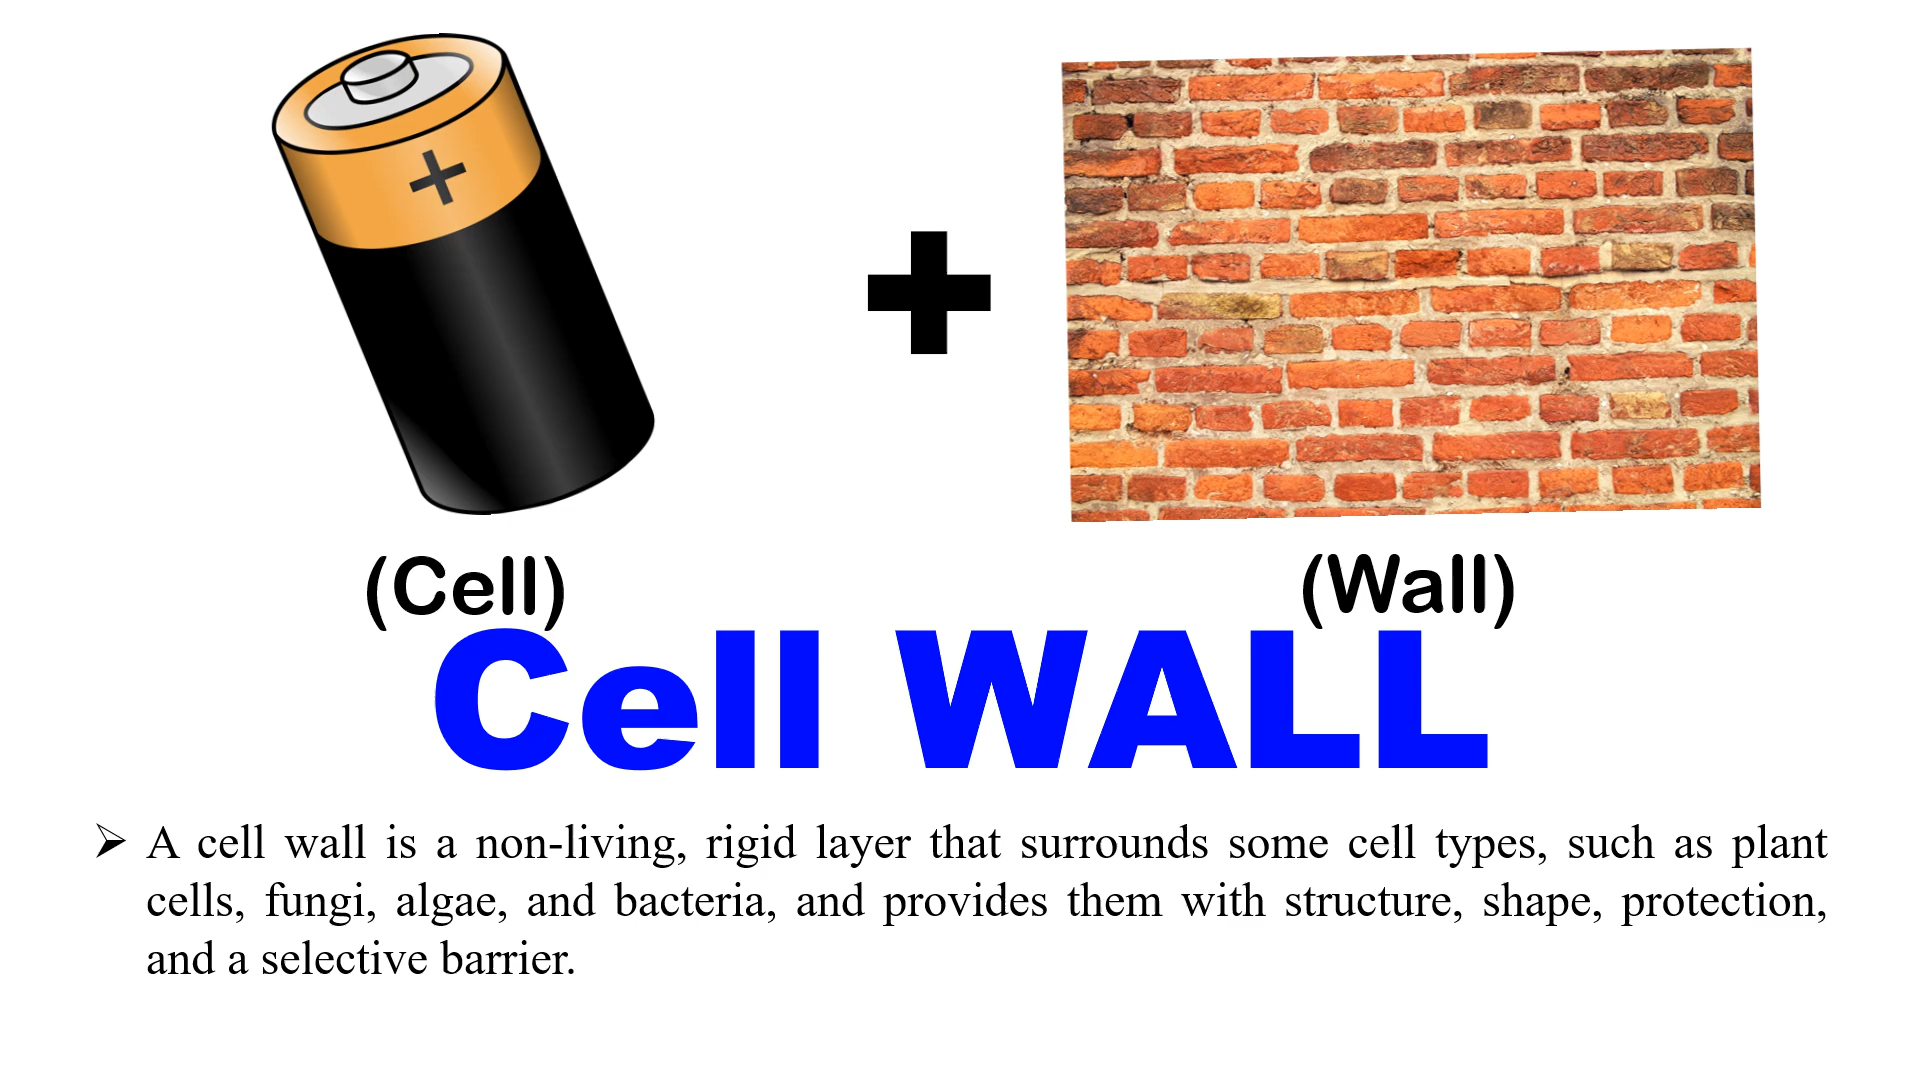 (Cell)
(Wall)
Cell WALL
➢ A cell wall is a non-living, rigid layer that surrounds some cell types, such as plant
cells, fungi, algae, and bacteria, and provides them with structure, shape, protection,
and a selective barrier.